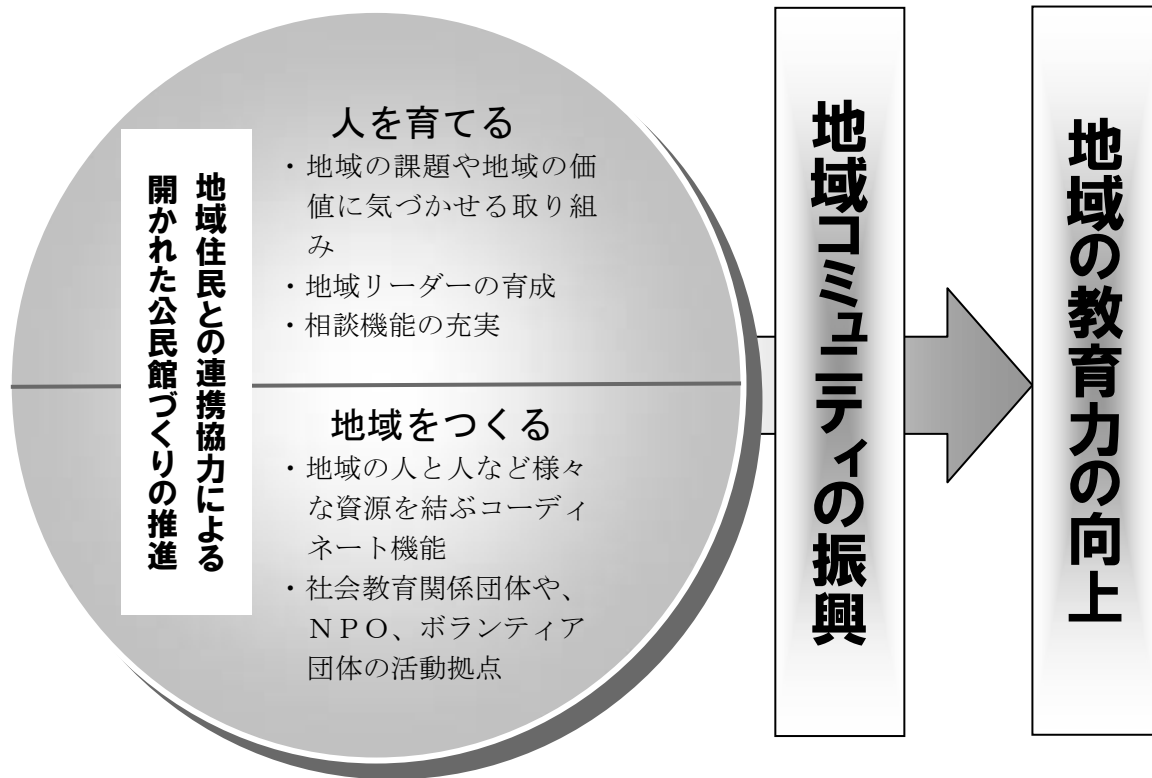 地域住民との連携協力による
開かれた公民館づくりの推進
人を育てる
・地域の課題や地域の価
値に気づかせる取り組
み
・地域リーダーの育成
・相談機能の充実
地域をつくる
・地域の人と人など様々
な資源を結ぶコーディ
ネート機能
・社会教育関係団体や、
ＮＰＯ、ボランティア
団体の活動拠点
地域コミュニティの振興
地域の教育力の向上